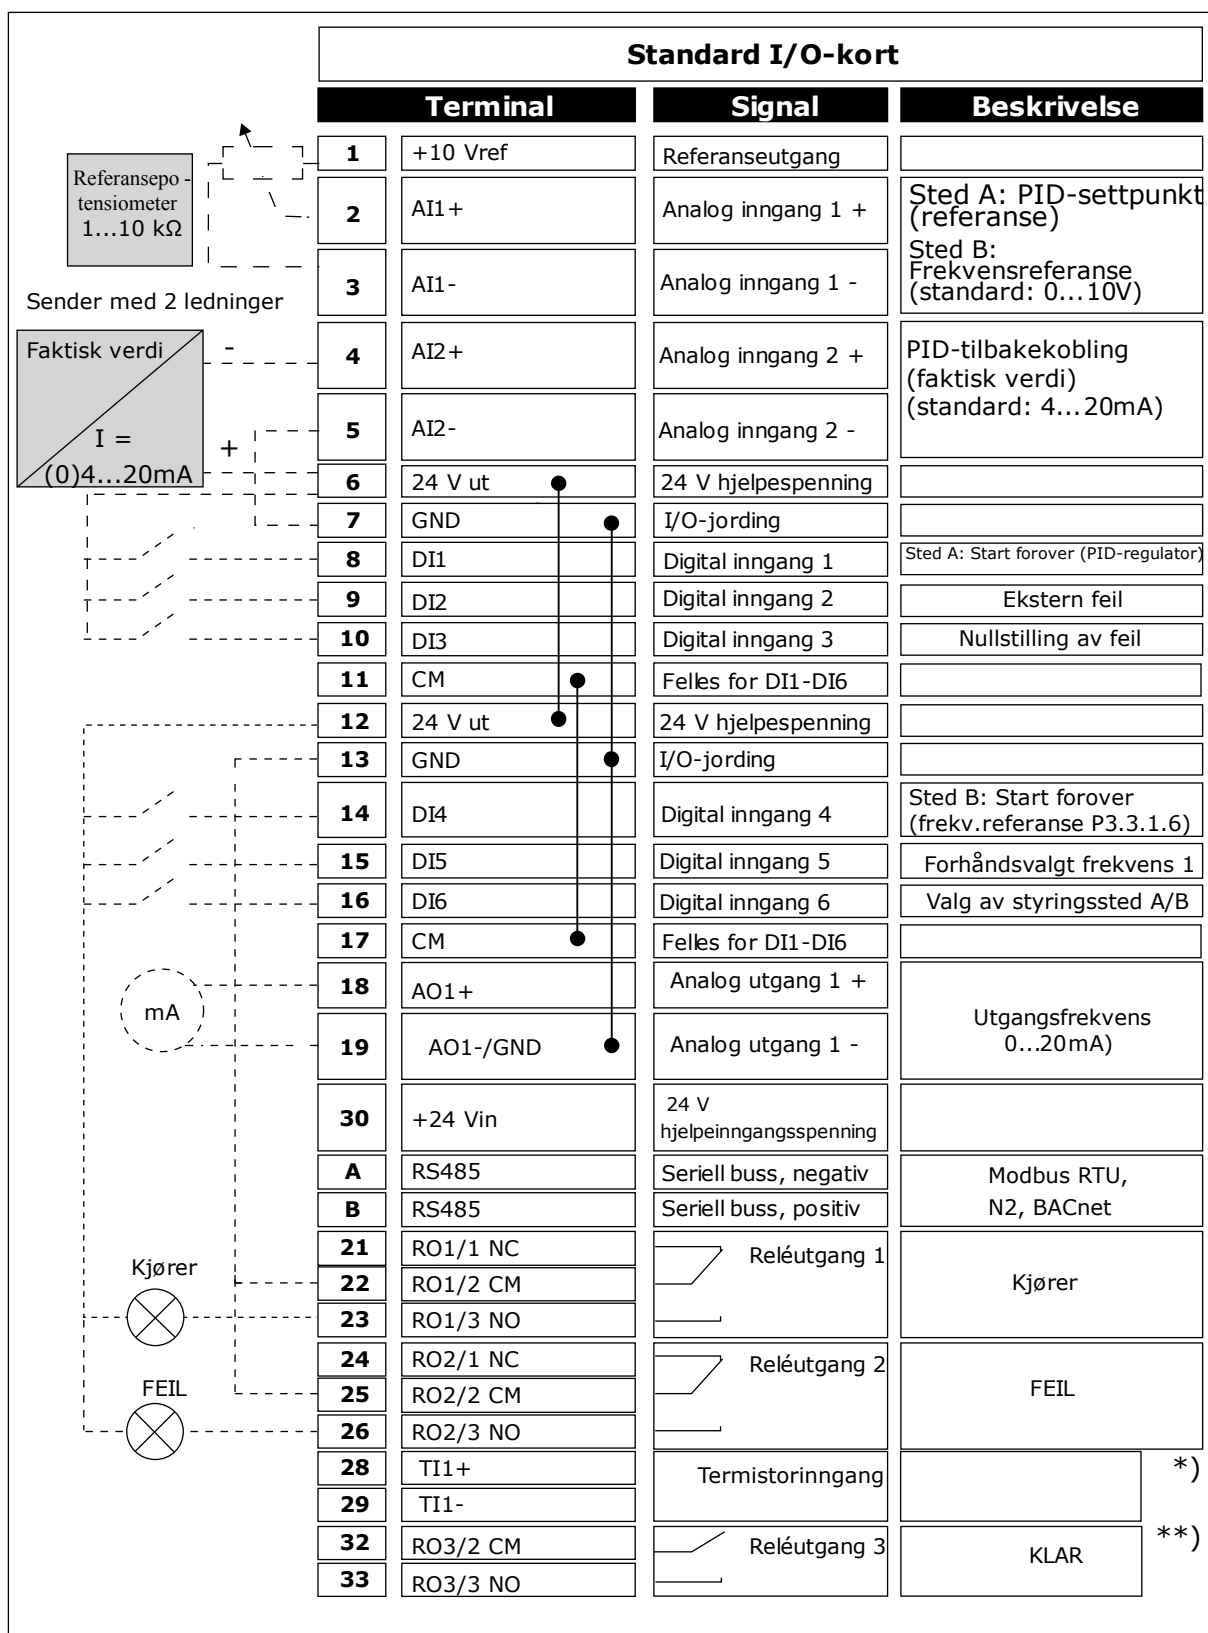 Standard I/O-kort
Terminal Signal Beskrivelse
Referansepo-
tensiometer
1...10 kΩ
1 +10 Vref Referanseutgang
2 AI1+ Analog inngang 1 +
3 AI1- Analog inngang 1 -
Sted A: PID-settpunkt
(referanse)
Sted B:
Frekvensreferanse
(standard: 0...10V)
Sender med 2 ledninger
Faktisk verdi
-
I =
+
(0)4...20mA
4 AI2+ Analog inngang 2 +
5 AI2- Analog inngang 2 -
PID-tilbakekobling
(faktisk verdi)
(standard: 4...20mA)
6 24 V ut 24 V hjelpespenning
7 GND I/O-jording
8 DI1 Digital inngang 1 Sted A: Start forover (PID-regulator)
9 DI2 Digital inngang 2 Ekstern feil
10 DI3 Digital inngang 3 Nullstilling av feil
11 CM Felles for DI1-DI6
12 24 V ut 24 V hjelpespenning
13 GND I/O-jording
14 DI4 Digital inngang 4
Sted B: Start forover
(frekv.referanse P3.3.1.6)
15 DI5 Digital inngang 5 Forhåndsvalgt frekvens 1
16 DI6 Digital inngang 6 Valg av styringssted A/B
17 CM Felles for DI1-DI6
mA
18 AO1+ Analog utgang 1 +
19 AO1-/GND Analog utgang 1 -
Utgangsfrekvens
0...20mA)
30 +24 Vin
24 V
hjelpeinngangsspenning
A RS485 Seriell buss, negativ
B RS485 Seriell buss, positiv
Modbus RTU,
N2, BACnet
Kjører
21 RO1/1 NC Reléutgang 1
22 RO1/2 CM Kjører
23 RO1/3 NO
FEIL
24 RO2/1 NC Reléutgang 2
25 RO2/2 CM FEIL
26 RO2/3 NO
28 TI1+ Termistorinngang *)
29 TI1-
32 RO3/2 CM Reléutgang 3 KLAR **)
33 RO3/3 NO